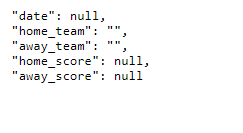 "date": null,
"home_team": "",
"away_team": "",
"home_score": null,
"away_score": null